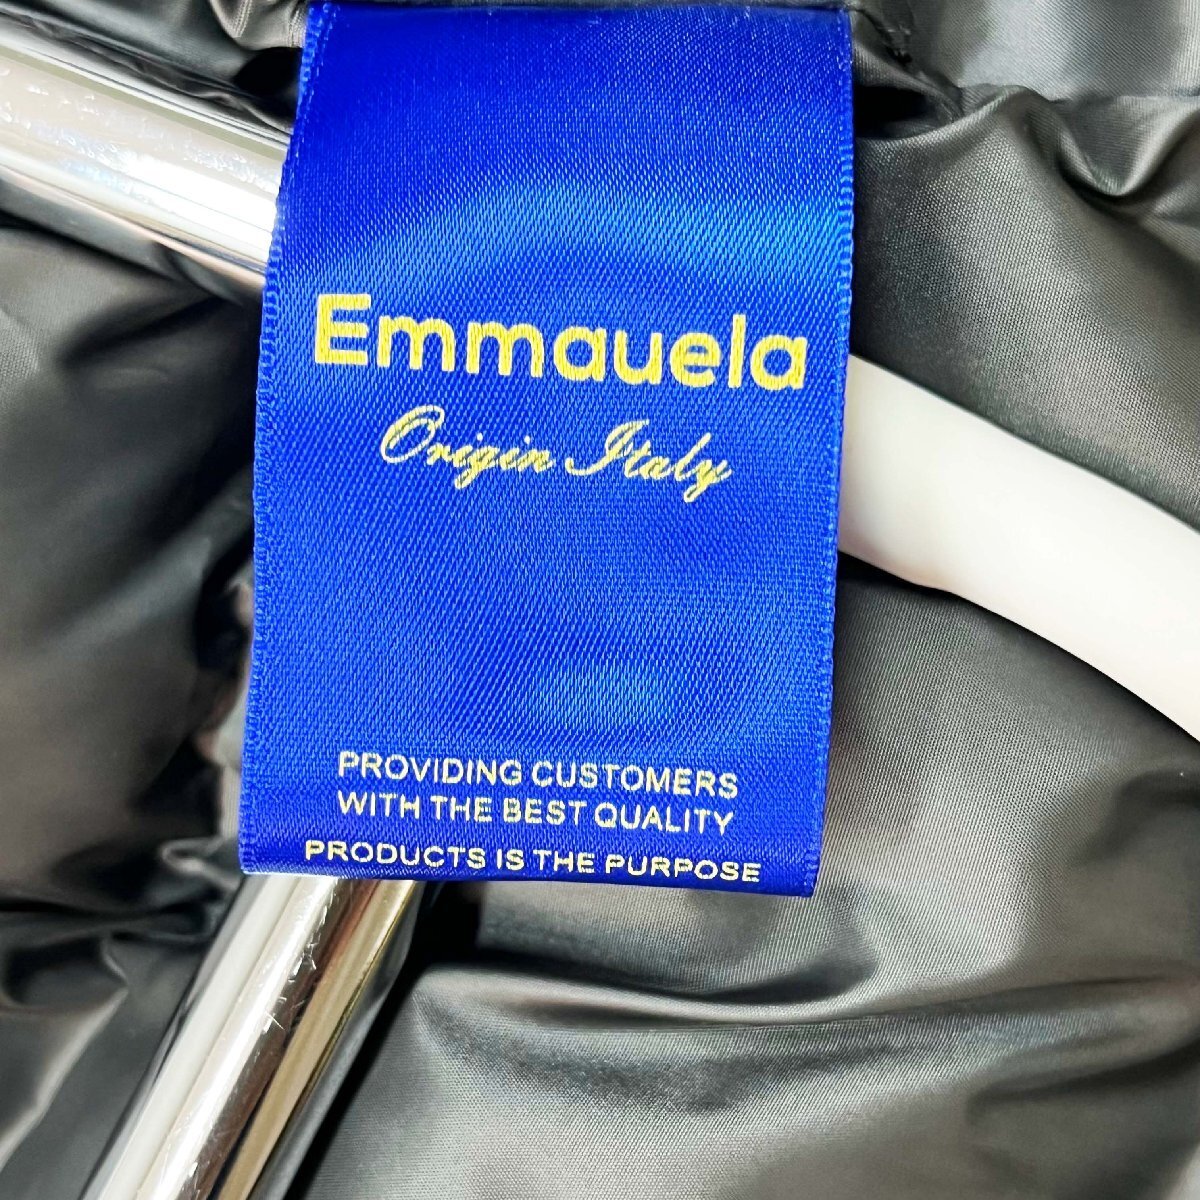 Emmauela
Origin Italy
PROVIDING CUSTOMERS
WITH THE BEST QUALITY
PRODUCTS IS THE PURPOSE